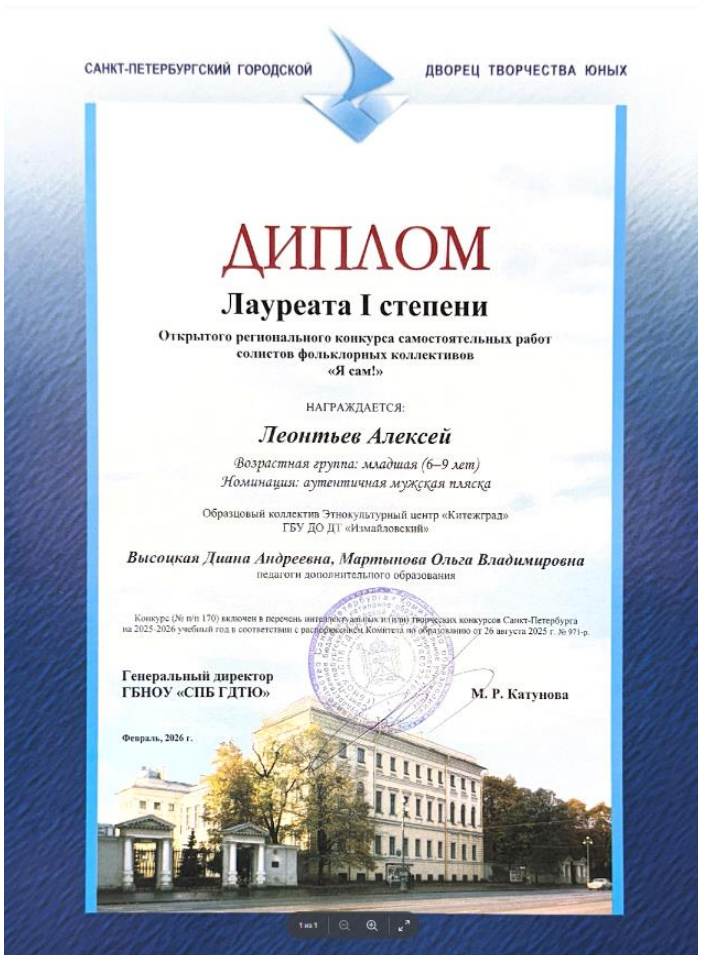 САНКТ-ПЕТЕРБУРГСКИЙ ГОРОДСКОЙ ДВОРЕЦ ТВОРЧЕСТВА ЮНЫХ
ДИПЛОМ
Лауреата I степени
Открытого регионального конкурса самостоятельных работ
солистов фольклорных коллективов
«Я сам!»
НАГРАЖДАЕТСЯ:
Леонтьев Алексей
Возрастная группа: младшая (6–9 лет)
Номинация: аутентичная мужская пляска
Образцовый коллектив Этнокультурный центр «Китежград»
ГБУ ДО ДТ «Измайловский»
Высоцкая Диана Андреевна, Мартынова Ольга Владимировна
педагоги дополнительного образования
Конкурс (№ п/п 170) включен в перечень интеллектуальных и (или) творческих конкурсов Санкт-Петербурга
на 2025-2026 учебный год в соответствии с распоряжением Комитета по образованию от 26 августа 2025 г. № 971-р.
Генеральный директор
ГБНОУ «СПБ ГДТЮ» М. Р. Катунова
Февраль, 2026 г.
1 из 1